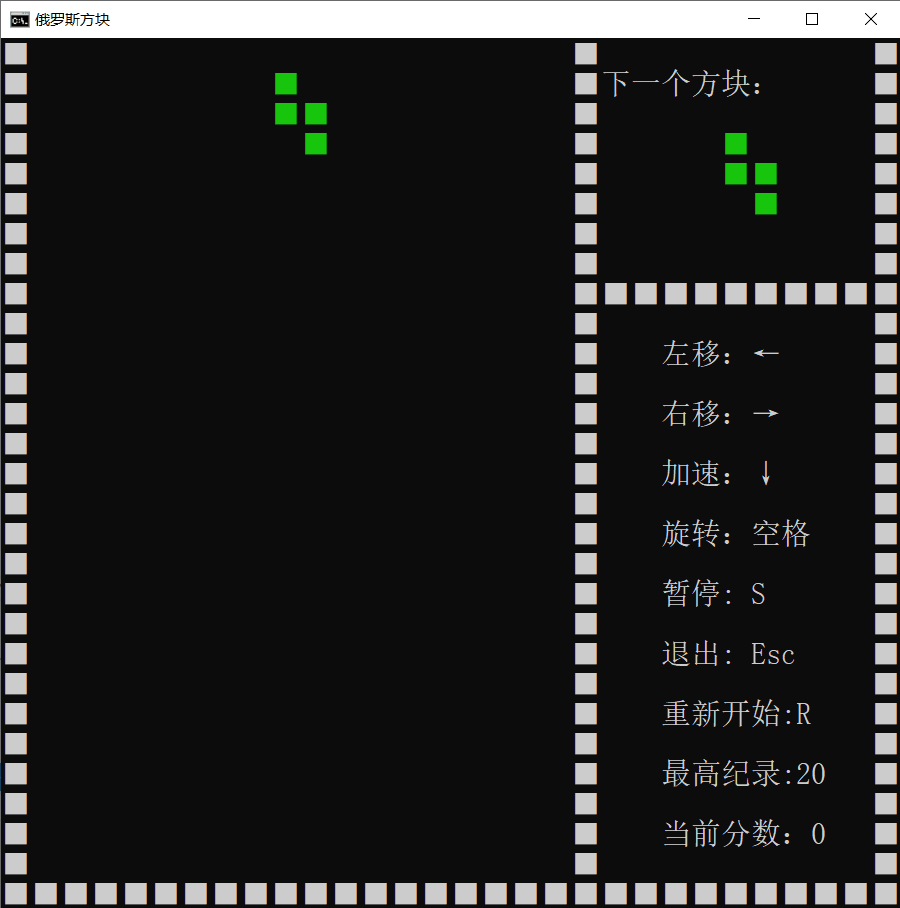 俄罗斯方块
下一个方块：
左移：←
右移：→
加速：↓
旋转：空格
暂停: S
退出: Esc
重新开始:R
最高纪录:20
当前分数：0